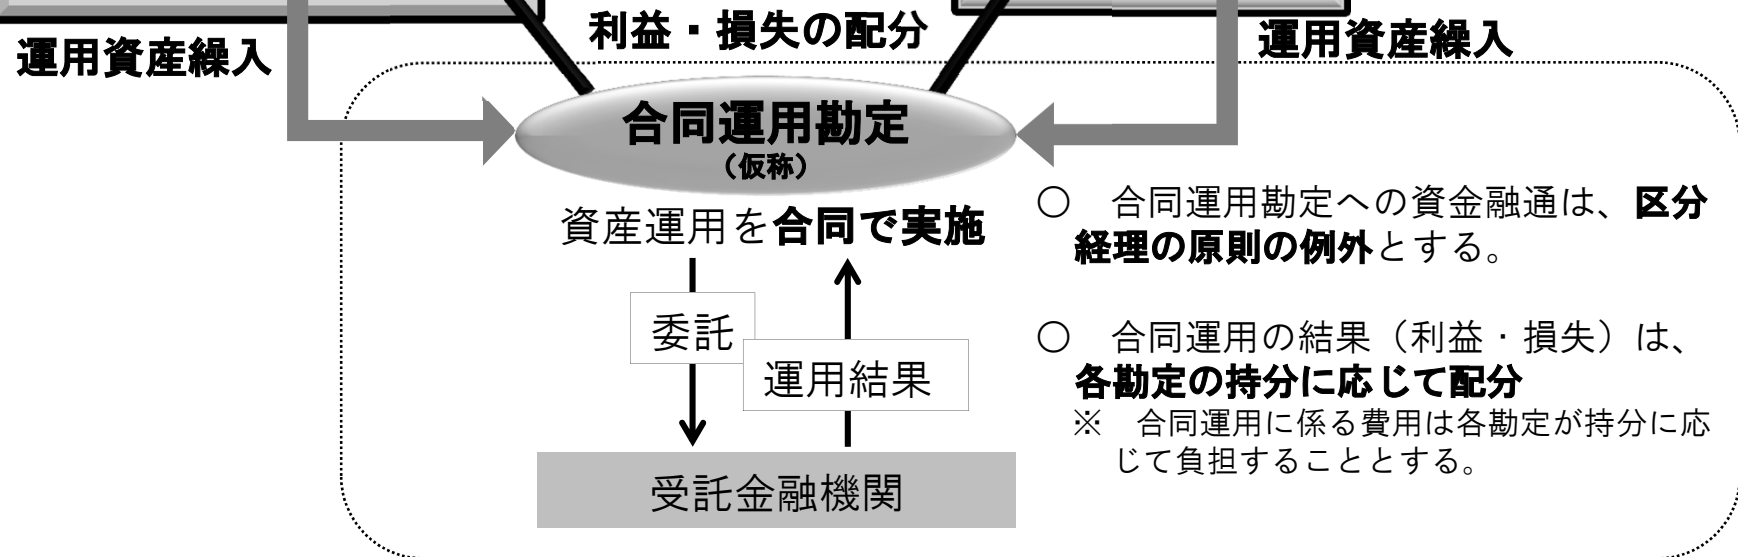 利益・損失の配分
運用資産繰入
運用資産繰入
合同運用勘定
（仮称）
資産運用を合同で実施
委託
運用結果
受託金融機関
○　合同運用勘定への資金融通は、区分
経理の原則の例外とする。
○　合同運用の結果（利益・損失）は、
各勘定の持分に応じて配分
※　合同運用に係る費用は各勘定が持分に応
じて負担することとする。